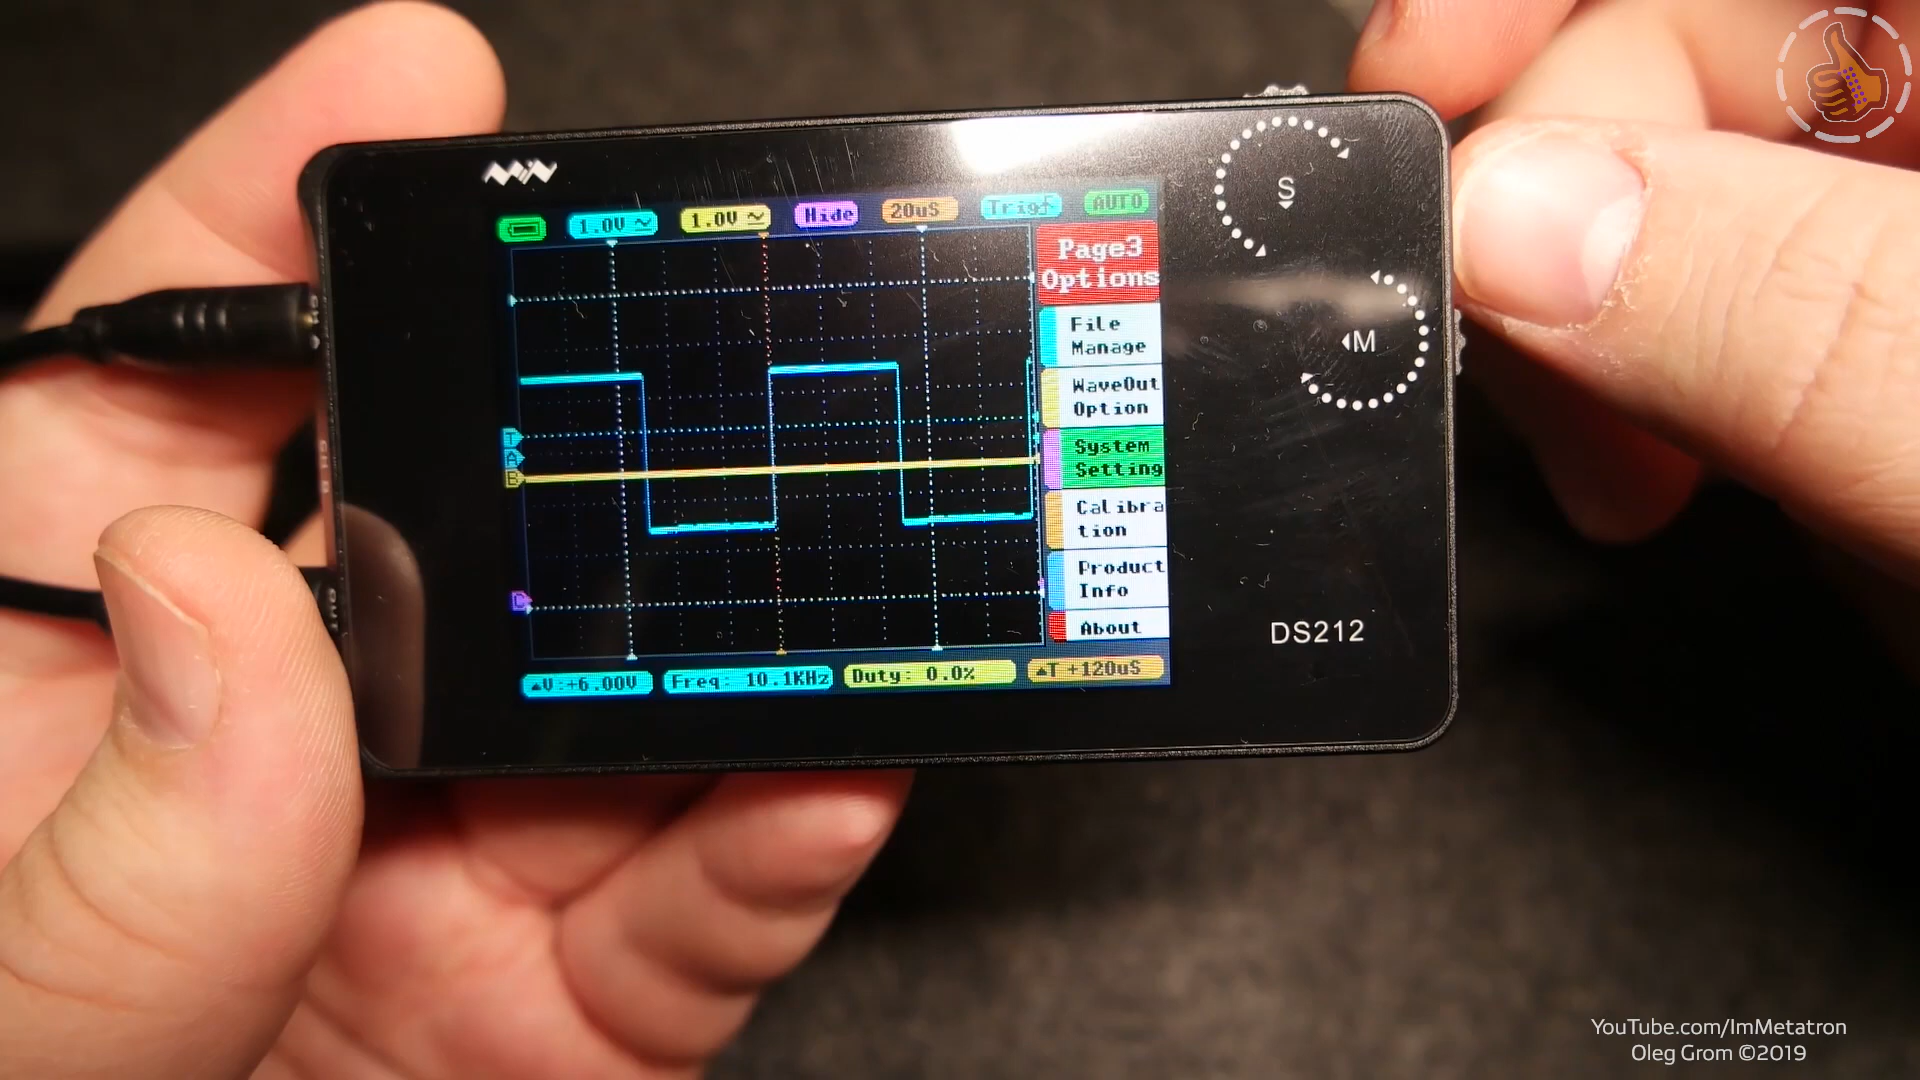 MiN
1.0V
1.0V
Hide
20uS
Trig
AUTO
Page3
Options
File
Manage
WaveOut
Option
System
Setting
Calibra
tion
Product
Info
About
T
A
B
C
▲V:+6.00V
Freq: 10.1KHz
Duty: 0.0%
▲T +120uS
S
M
DS212
YouTube.com/ImMetatron
Oleg Grom ©2019